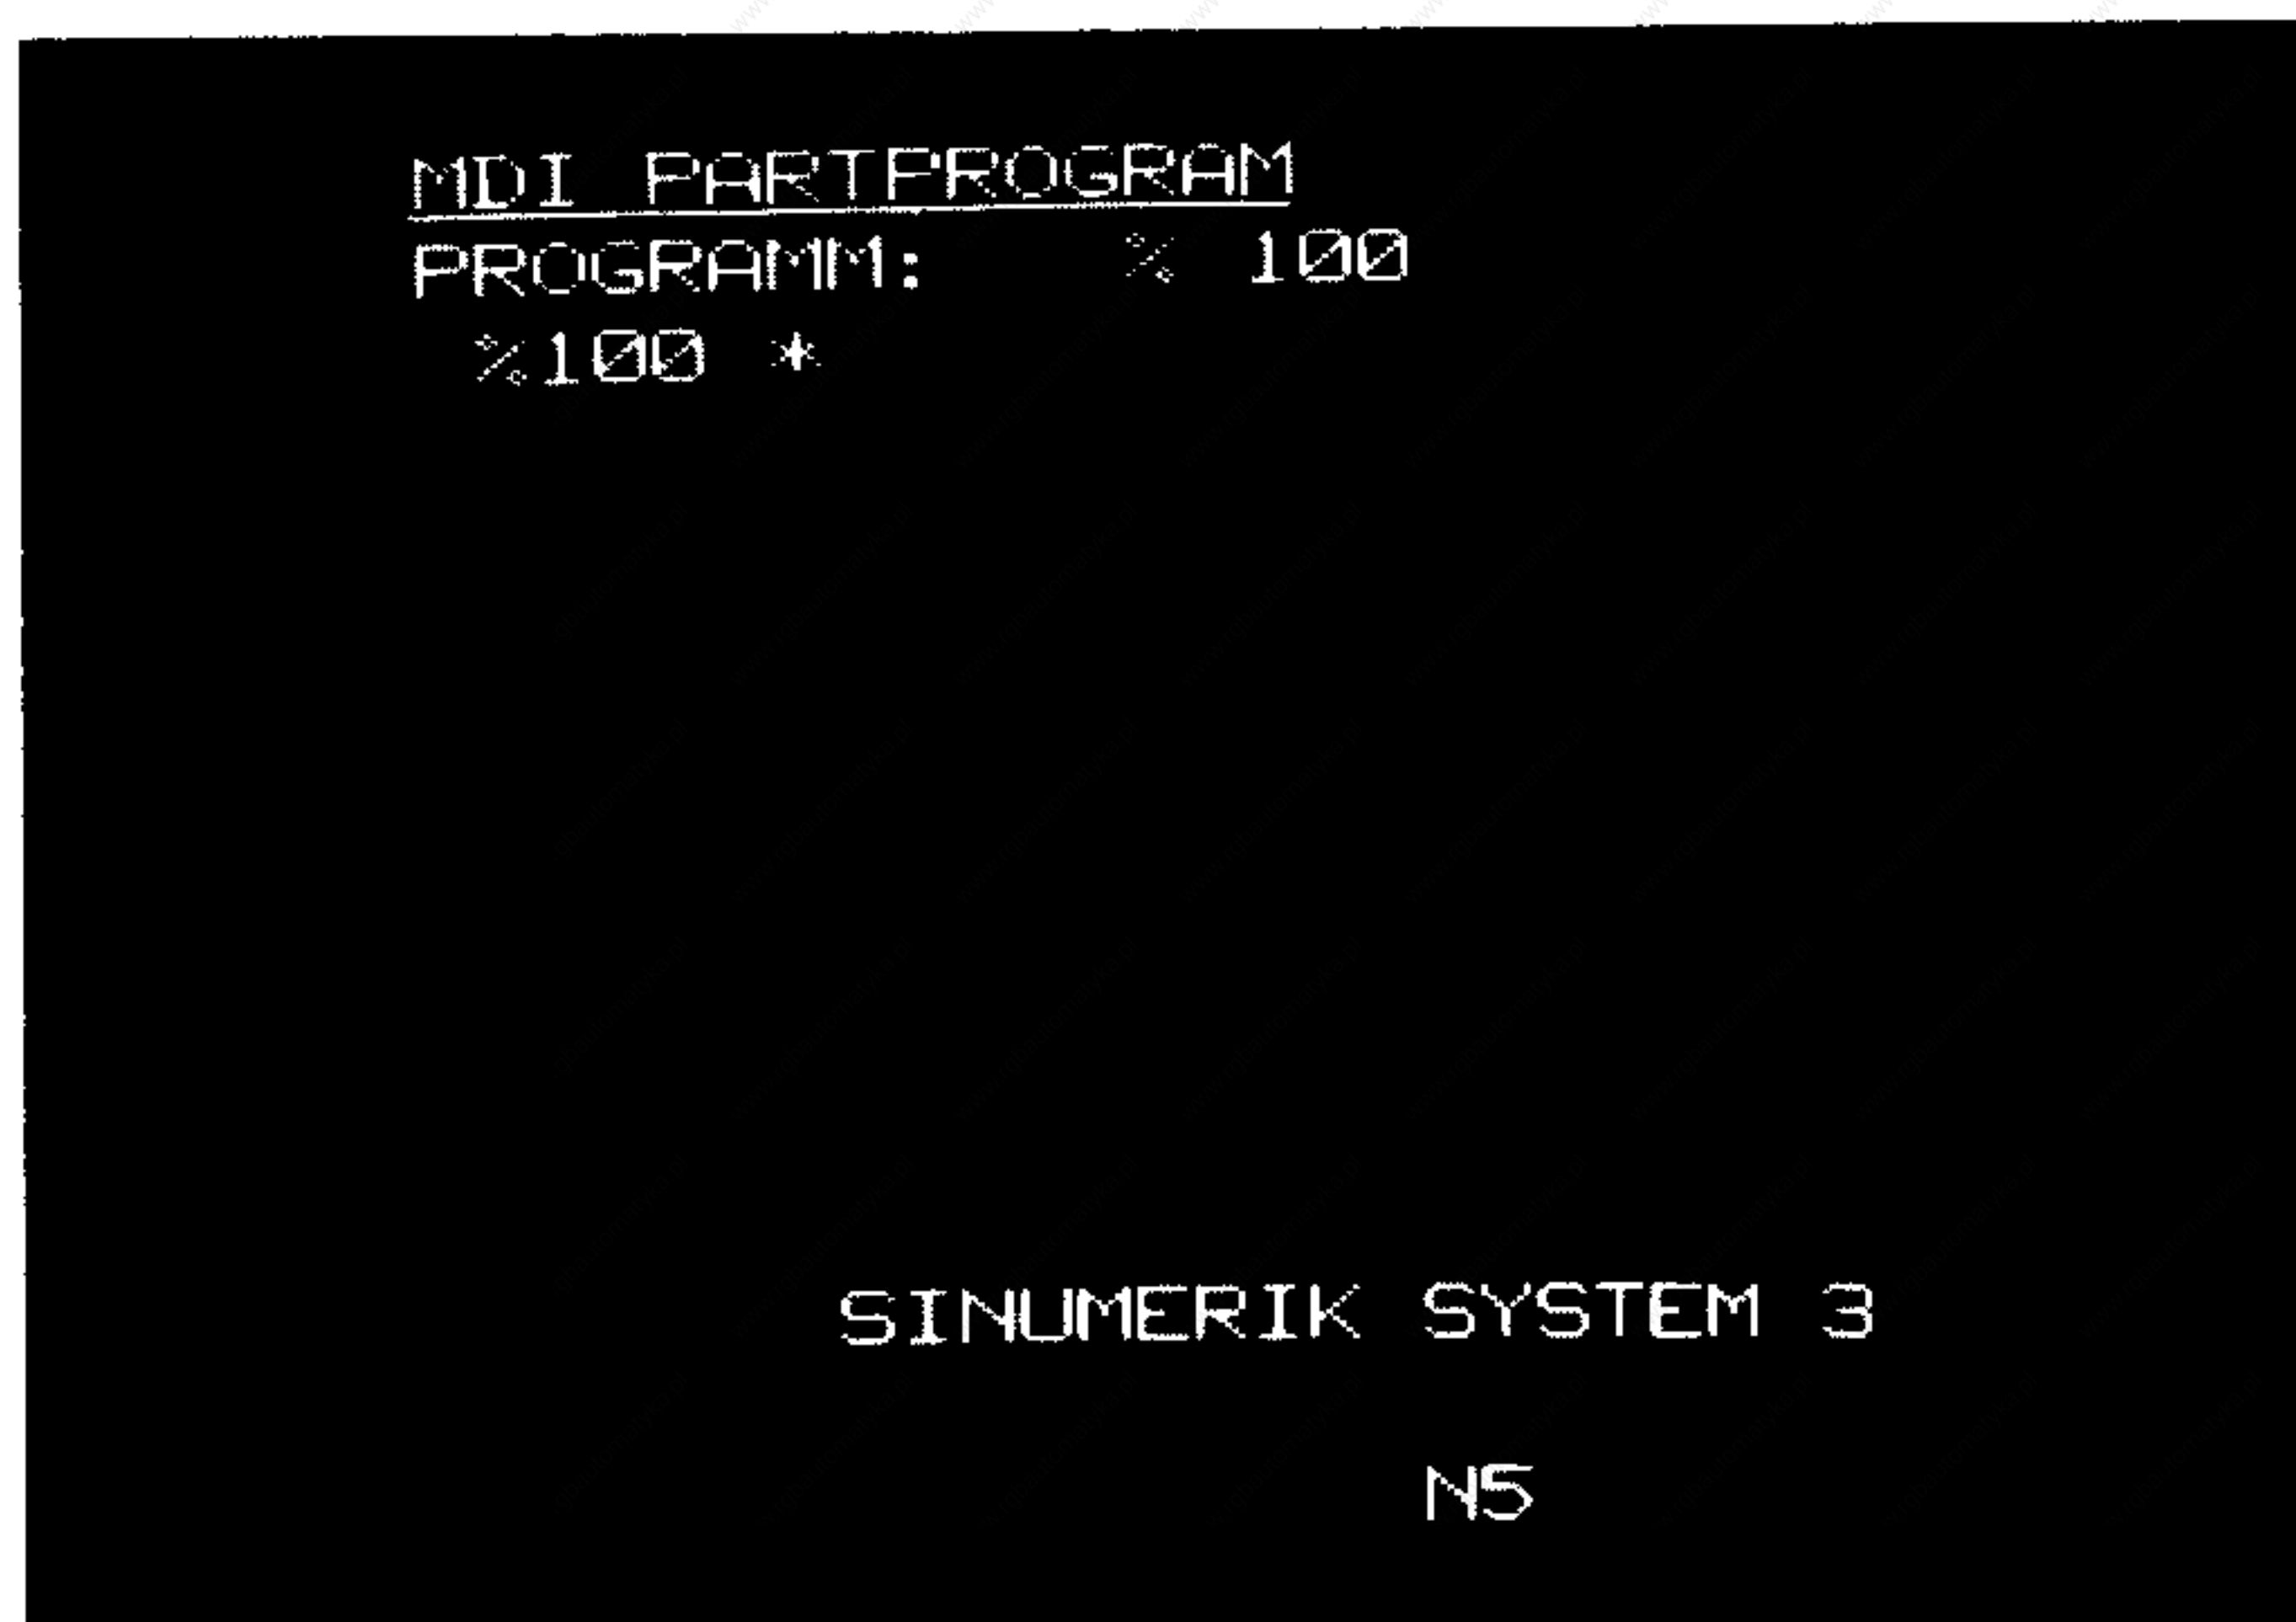 MDI PARTPROGRAM
PROGRAMM: % 100
%100 *
SINUMERIK SYSTEM 3
N5